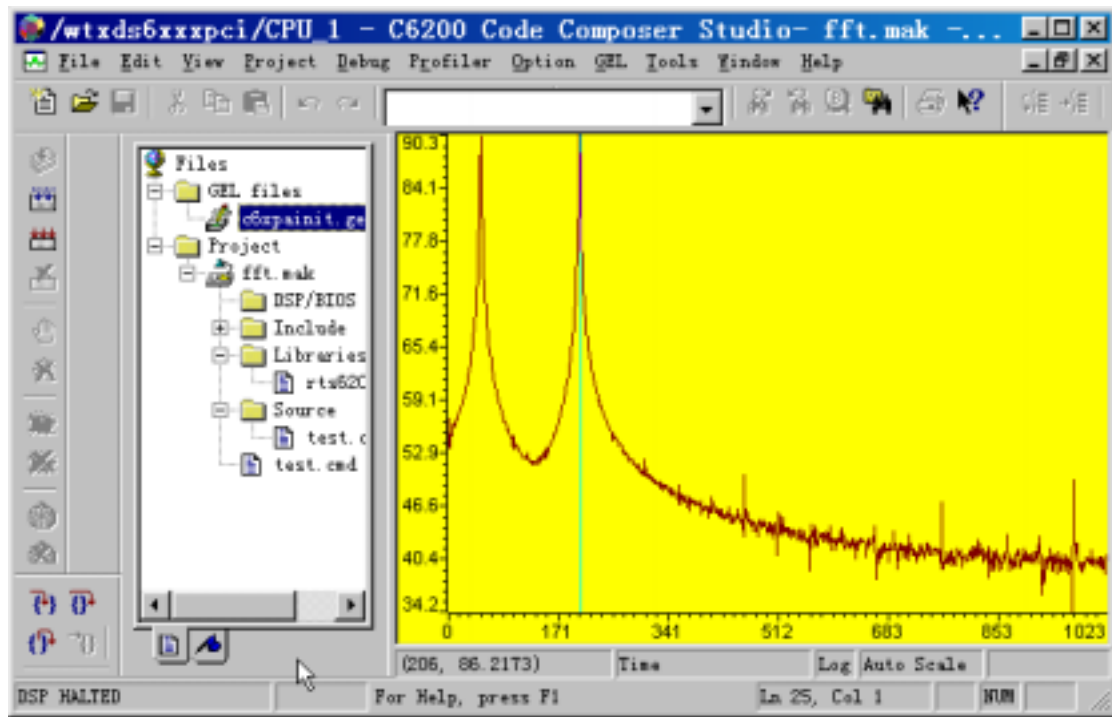 /wtxds6xxxpci/CPU_1 - C6200 Code Composer Studio- fft.mak -...
File Edit View Project Debug Profiler Option GEL Tools Window Help
Files
GEL files
c6xpainit.ge
Project
fft.mak
DSP/BIOS
Include
Libraries
rts620
Source
test.c
test.cmd
90.3
84.1
77.8
71.6
65.4
59.1
52.9
46.6
40.4
34.2
0 171 341 512 683 853 1023
(206, 86.2173) Time Log Auto Scale
DSP HALTED For Help, press F1 Ln 25, Col 1 NUM